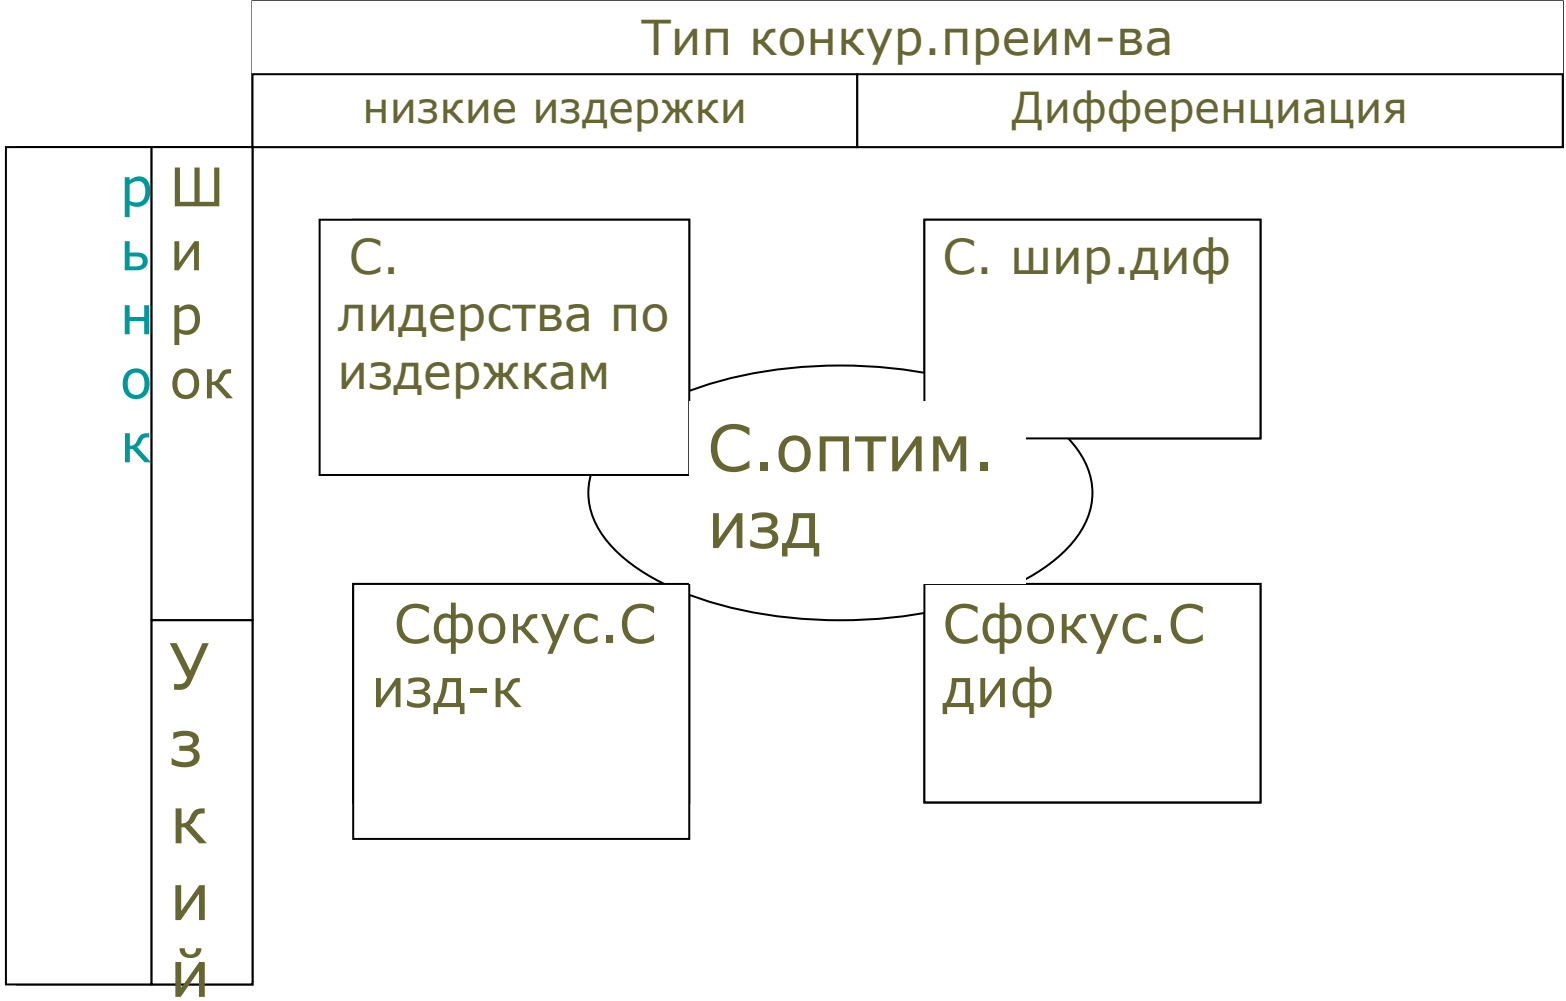 Тип конкур.преим-ва
низкие издержки
Дифференциация
р
ы
н
о
к
Ш
и
р
ок
С.
лидерства по
издержкам
С. шир.диф
С.оптим.
изд
Сфокус.С
изд-к
Сфокус.С
диф
У
з
к
и
й